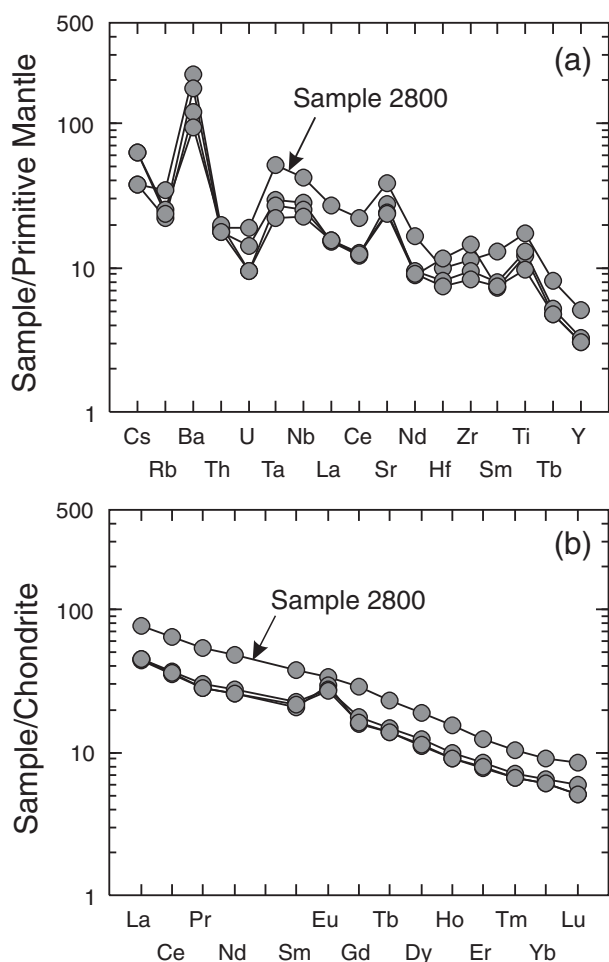 500
(a)
Sample 2800
100
10
1
Sample/Primitive Mantle
Cs Ba U Nb Ce Nd Zr Ti Y
Rb Th Ta La Sr Hf Sm Tb
500
(b)
100
Sample 2800
10
1
Sample/Chondrite
La Pr Eu Tb Ho Tm Lu
Ce Nd Sm Gd Dy Er Yb